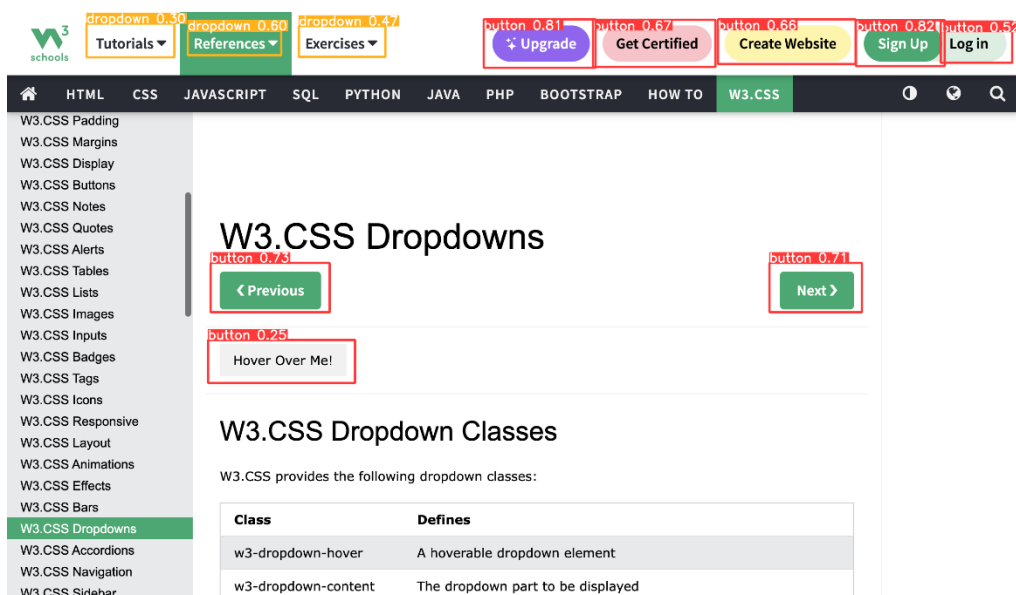 dropdown 0.30
dropdown 0.60
dropdown 0.47
button 0.81
button 0.67
button 0.66
button 0.82
button 0.52
W3 schools
Tutorials
References
Exercises
Upgrade
Get Certified
Create Website
Sign Up
Log in
HTML CSS JAVASCRIPT SQL PYTHON JAVA PHP BOOTSTRAP HOW TO W3.CSS
W3.CSS Padding
W3.CSS Margins
W3.CSS Display
W3.CSS Buttons
W3.CSS Notes
W3.CSS Quotes
W3.CSS Alerts
W3.CSS Tables
W3.CSS Lists
W3.CSS Images
W3.CSS Inputs
W3.CSS Badges
W3.CSS Tags
W3.CSS Icons
W3.CSS Responsive
W3.CSS Layout
W3.CSS Animations
W3.CSS Effects
W3.CSS Bars
W3.CSS Dropdowns
W3.CSS Accordions
W3.CSS Navigation
W3.CSS Sidebar
W3.CSS Dropdowns
button 0.73
button 0.71
❮ Previous
Next ❯
button 0.25
Hover Over Me!
W3.CSS Dropdown Classes
W3.CSS provides the following dropdown classes:
Class Defines
w3-dropdown-hover A hoverable dropdown element
w3-dropdown-content The dropdown part to be displayed